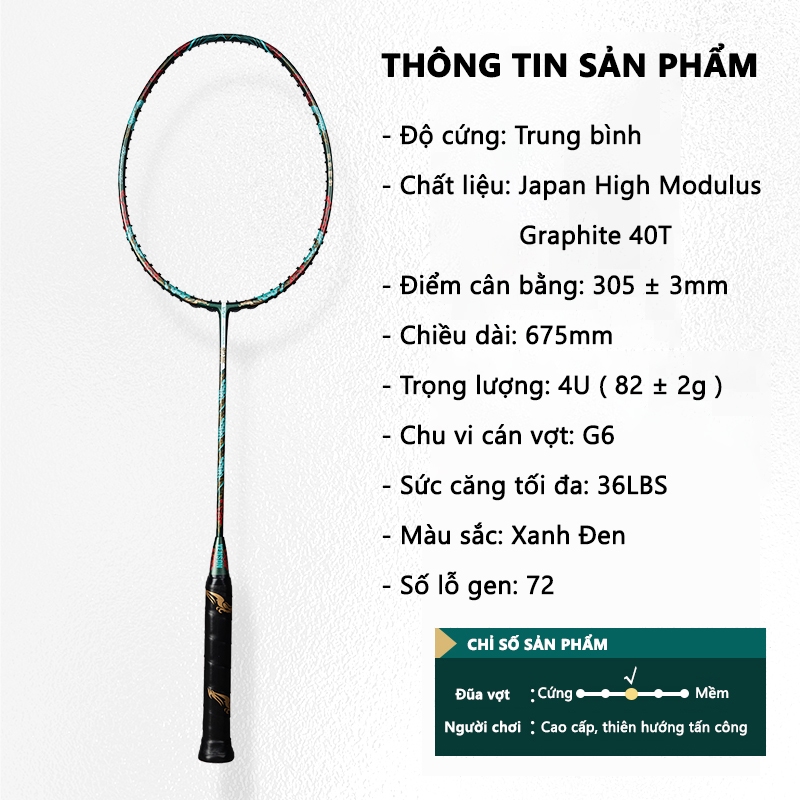 THÔNG TIN SẢN PHẨM
- Độ cứng: Trung bình
- Chất liệu: Japan High Modulus
Graphite 40T
- Điểm cân bằng: 305 ± 3mm
- Chiều dài: 675mm
- Trọng lượng: 4U ( 82 ± 2g )
- Chu vi cán vợt: G6
- Sức căng tối đa: 36LBS
- Màu sắc: Xanh Đen
- Số lỗ gen: 72
CHỈ SỐ SẢN PHẨM
Đũa vợt : Cứng Mềm
Người chơi : Cao cấp, thiên hướng tấn công